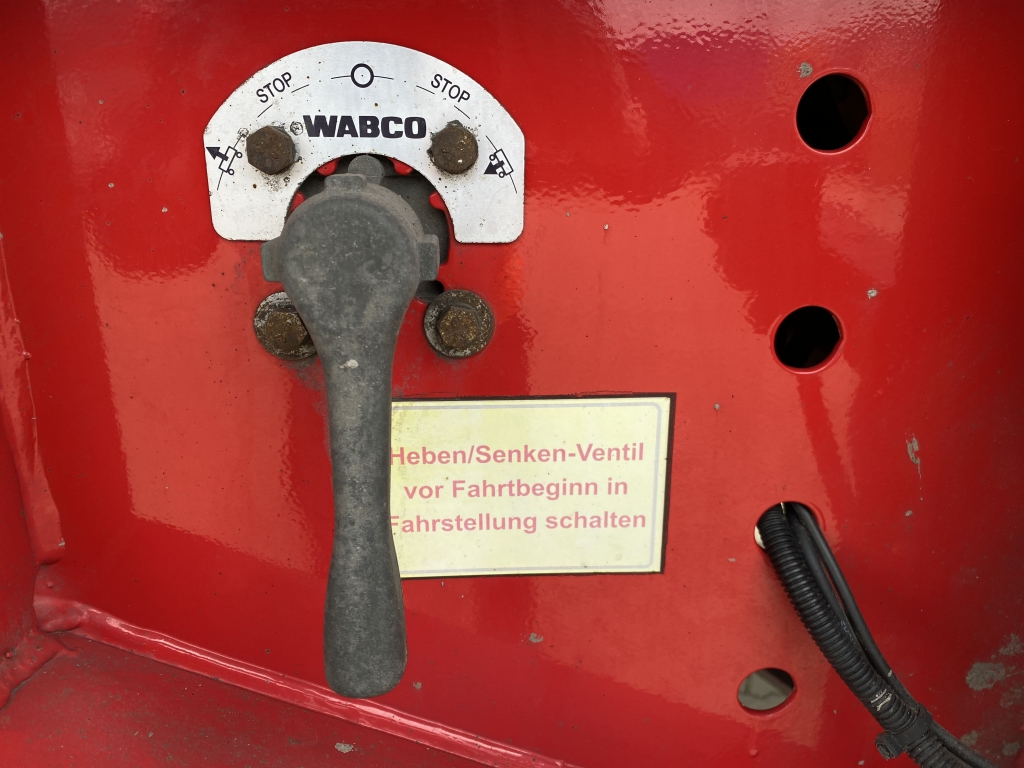 STOP
STOP
WABCO
Heben/Senken-Ventil
vor Fahrtbeginn in
Fahrstellung schalten